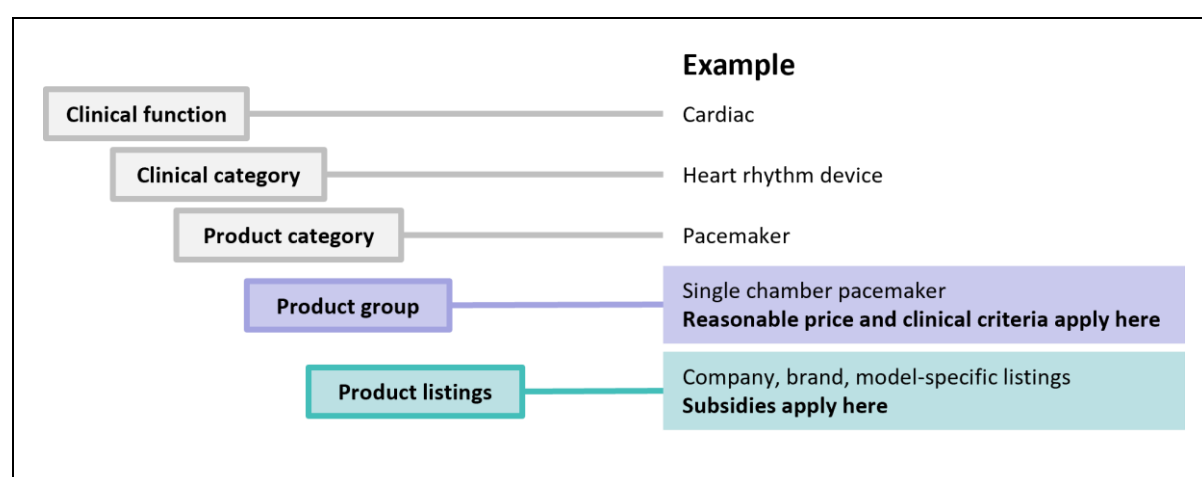 Example
Clinical function
Cardiac
Clinical category
Heart rhythm device
Product category
Pacemaker
Product group
Single chamber pacemaker
Reasonable price and clinical criteria apply here
Product listings
Company, brand, model-specific listings
Subsidies apply here